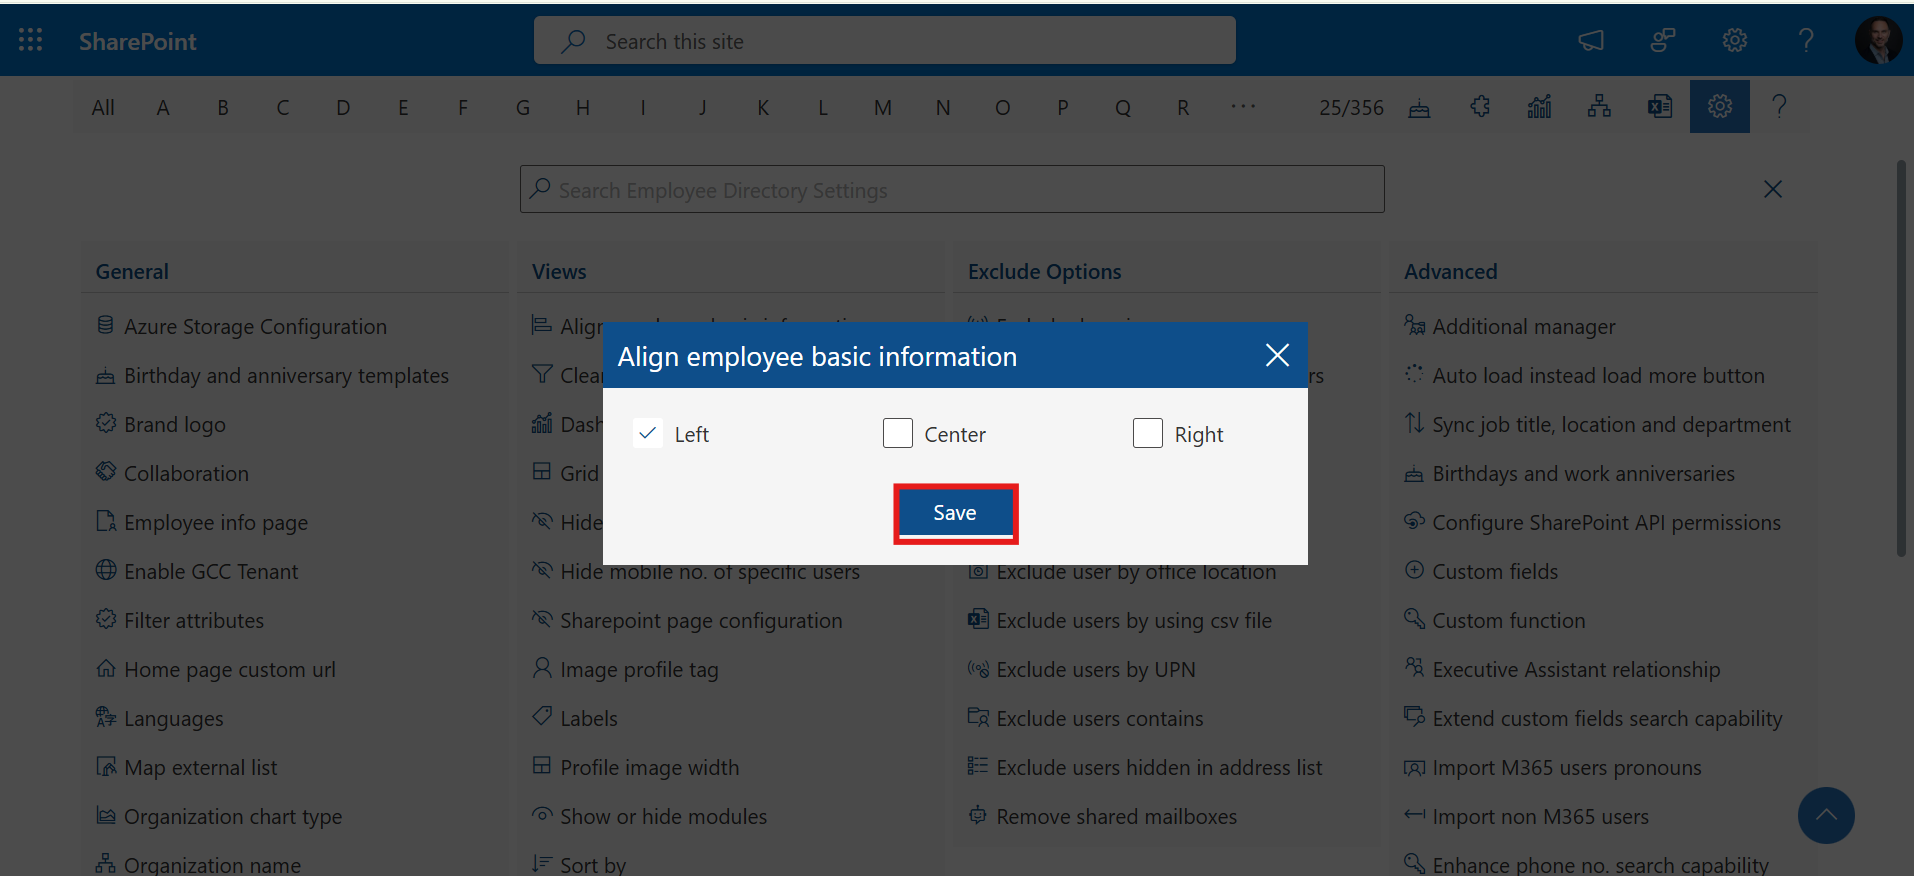 SharePoint
Search this site
All A B C D E F G H I J K L M N O P Q R ... 25/356
Search Employee Directory Settings
General
Azure Storage Configuration
Birthday and anniversary templates
Brand logo
Collaboration
Employee info page
Enable GCC Tenant
Filter attributes
Home page custom url
Languages
Map external list
Organization chart type
Organization name
Views
Grid
Hide
Hide mobile no. of specific users
Sharepoint page configuration
Image profile tag
Labels
Profile image width
Show or hide modules
Sort by
Exclude Options
Exclude user by office location
Exclude users by using csv file
Exclude users by UPN
Exclude users contains
Exclude users hidden in address list
Remove shared mailboxes
Advanced
Additional manager
Auto load instead load more button
Sync job title, location and department
Birthdays and work anniversaries
Configure SharePoint API permissions
Custom fields
Custom function
Executive Assistant relationship
Extend custom fields search capability
Import M365 users pronouns
Import non M365 users
Enhance phone no. search capability
Align employee basic information
Left
Center
Right
Save